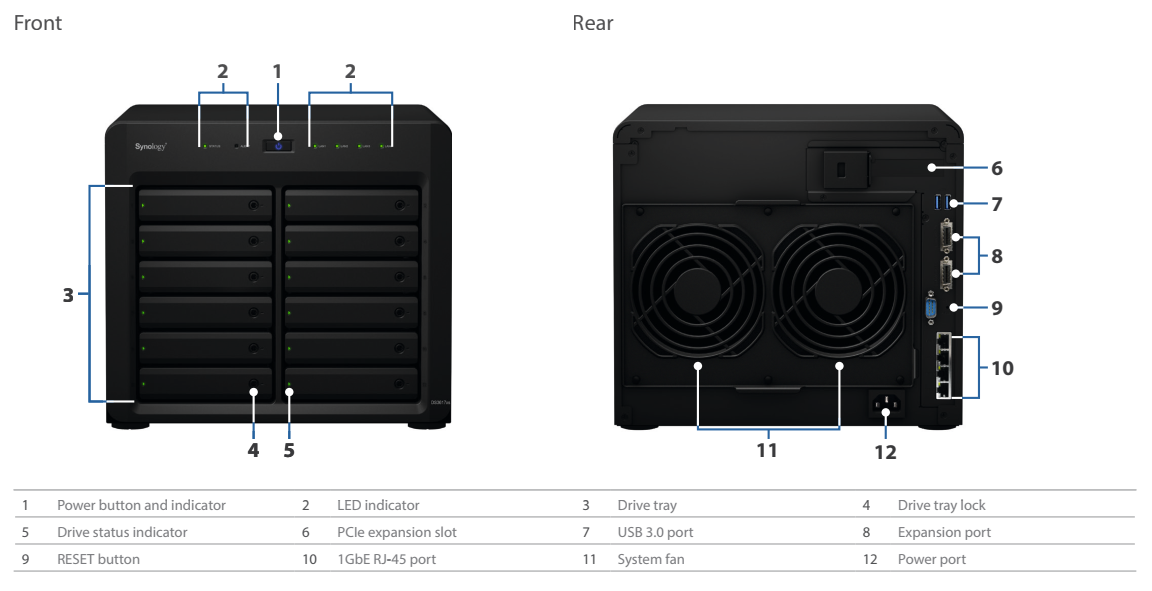 Front
Rear
2 1 2
Synology
STATUS
3
6
7
8
9
10
4 5
11 12
1 Power button and indicator 2 LED indicator 3 Drive tray 4 Drive tray lock
5 Drive status indicator 6 PCIe expansion slot 7 USB 3.0 port 8 Expansion port
9 RESET button 10 1GbE RJ-45 port 11 System fan 12 Power port